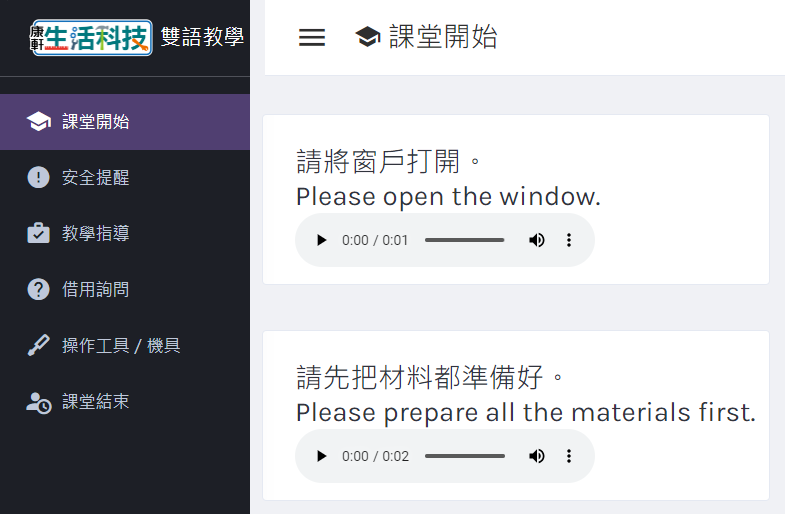 康軒 生活科技 雙語教學
課堂開始
安全提醒
教學指導
借用詢問
操作工具 / 機具
課堂結束
課堂開始
請將窗戶打開。
Please open the window.
0:00 / 0:01
請先把材料都準備好。
Please prepare all the materials first.
0:00 / 0:02